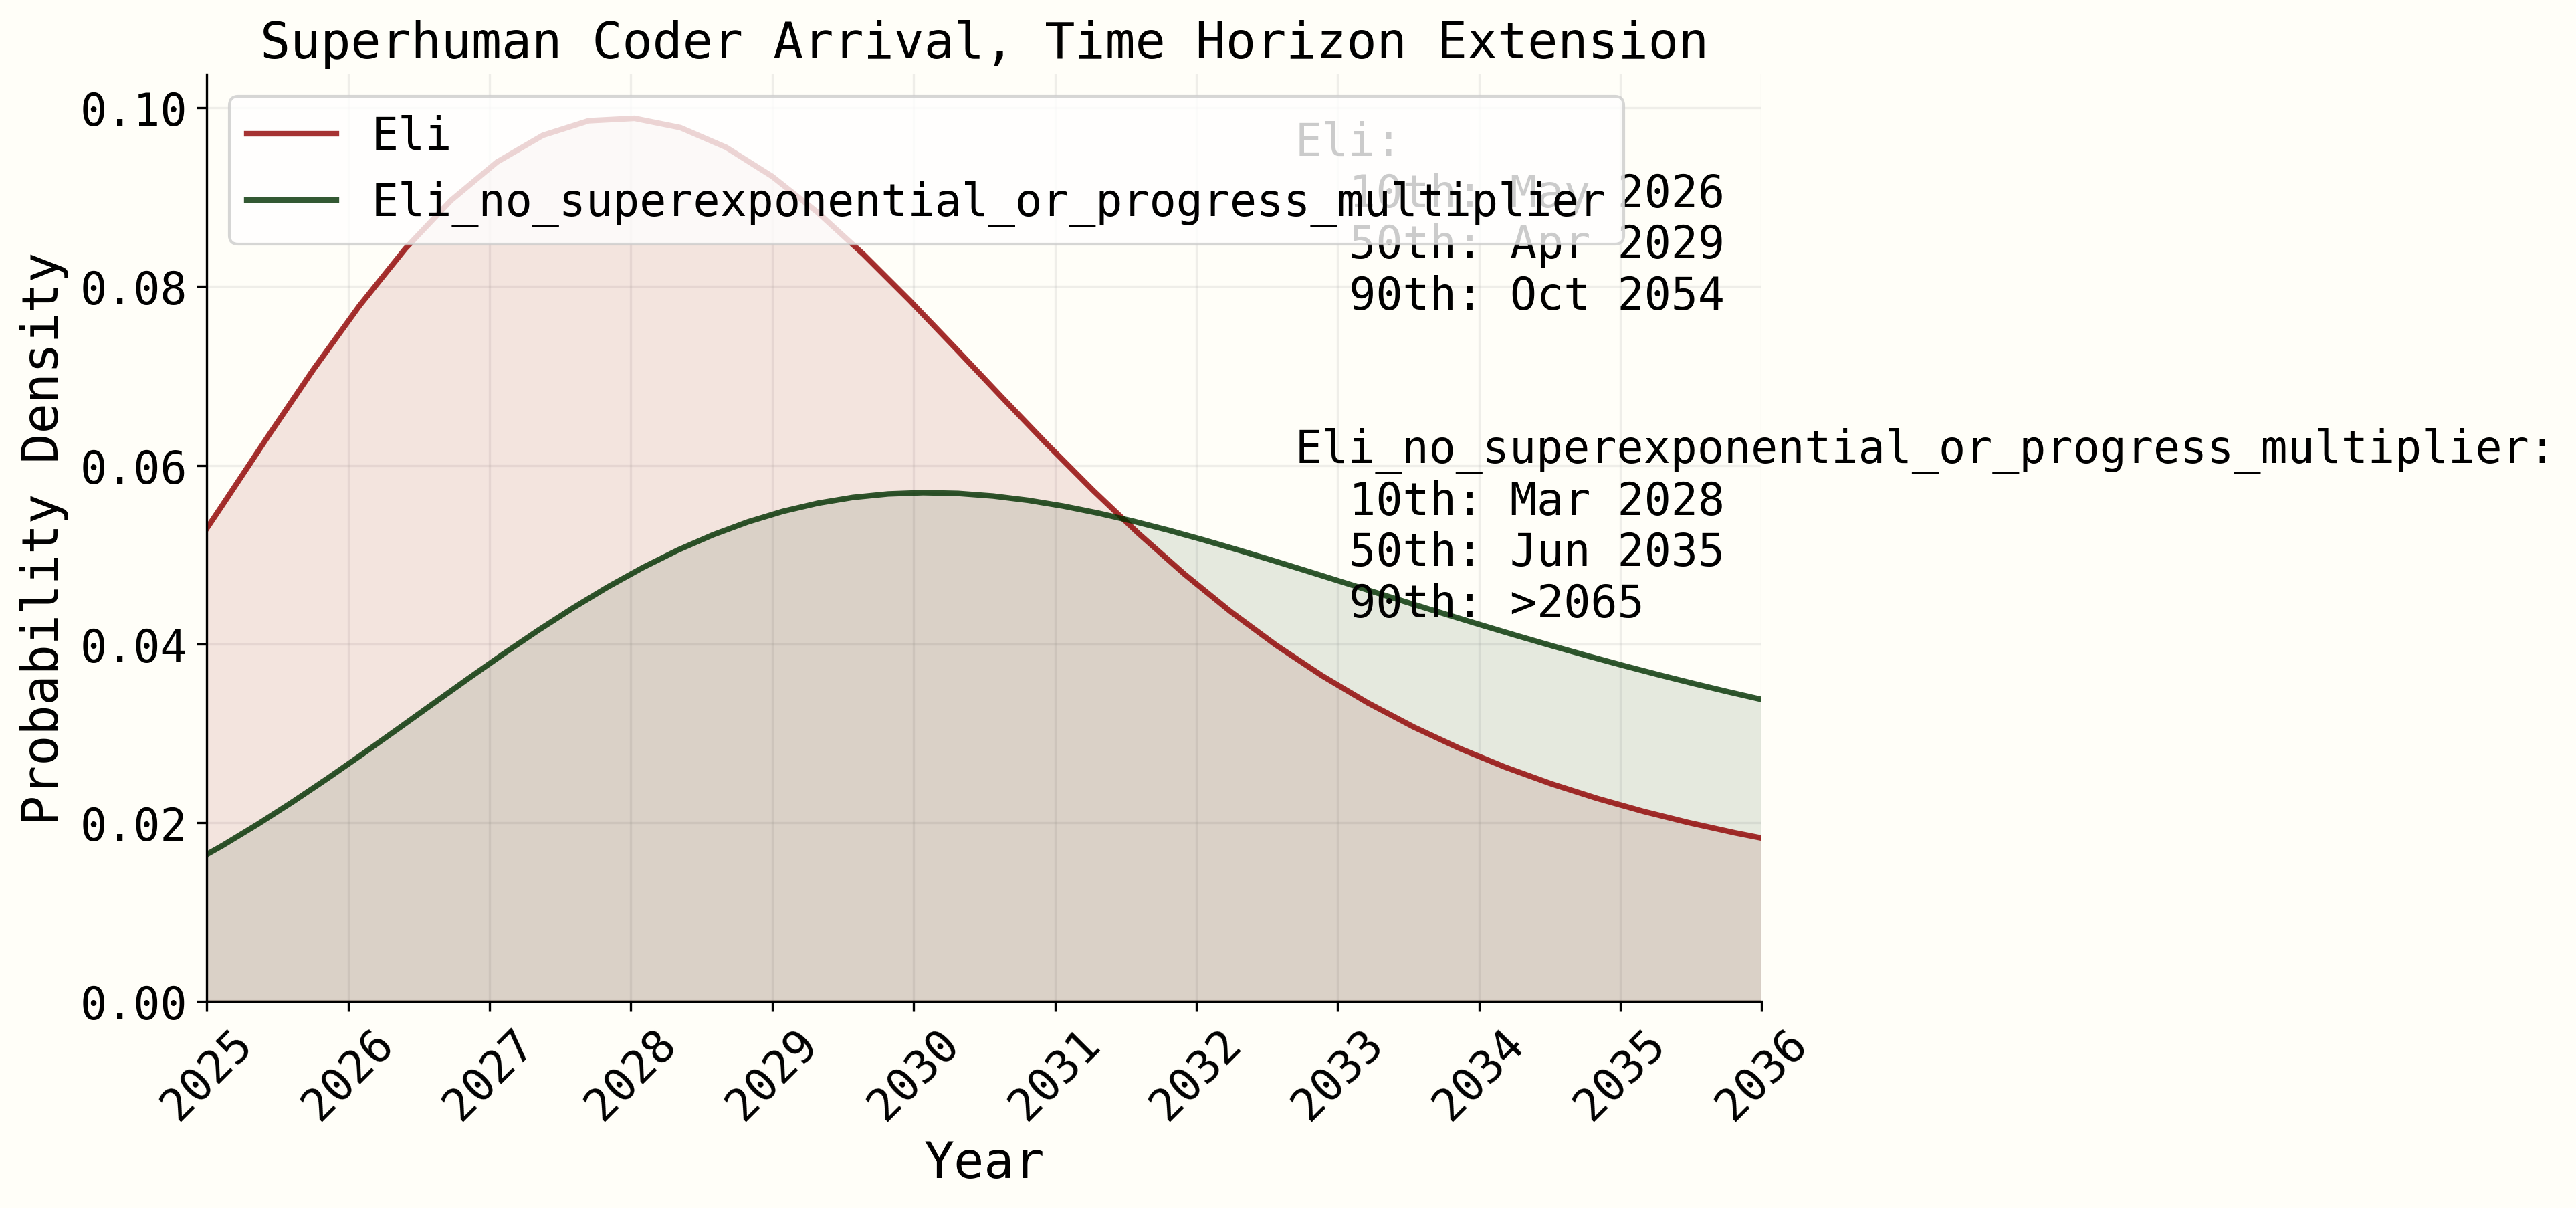 Superhuman Coder Arrival, Time Horizon Extension
Eli
Eli_no_superexponential_or_progress_multiplier
Eli:
10th: May 2026
50th: Apr 2029
90th: Oct 2054
Eli_no_superexponential_or_progress_multiplier:
10th: Mar 2028
50th: Jun 2035
90th: >2065
Probability Density
0.10
0.08
0.06
0.04
0.02
0.00
2025
2026
2027
2028
2029
2030
2031
2032
2033
2034
2035
2036
Year